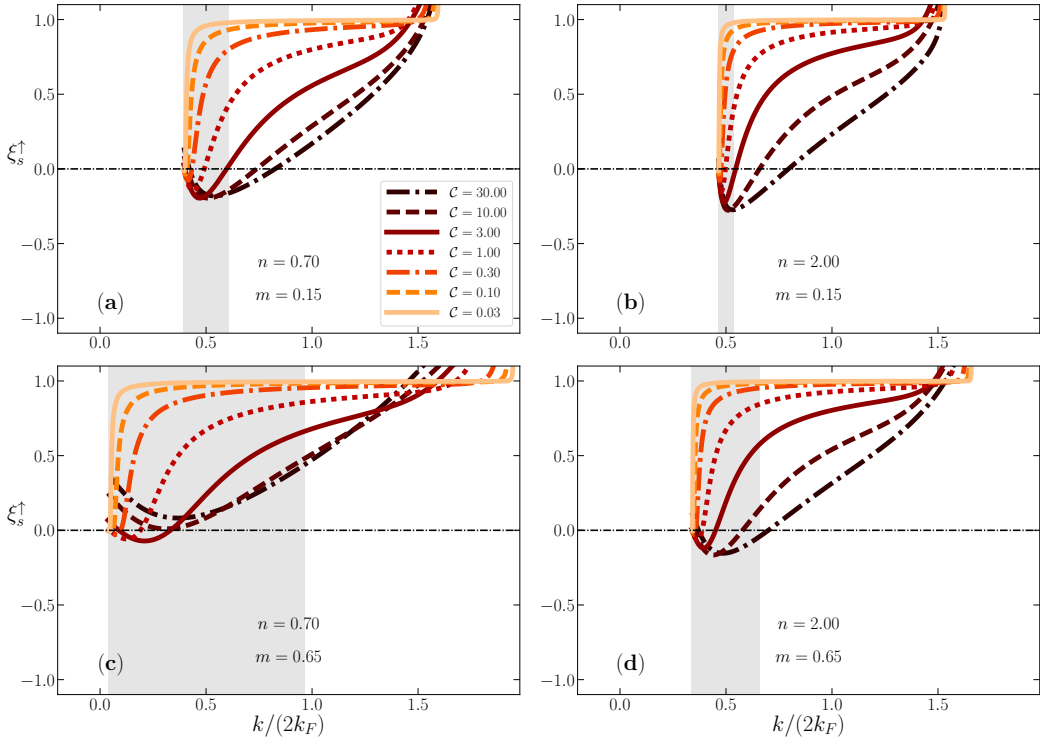 1.0
0.5
0.0
−0.5
−1.0
ξ_s^↑
0.0
0.5
1.0
1.5
n = 0.70
m = 0.15
(a)
𝒞 = 30.00
𝒞 = 10.00
𝒞 = 3.00
𝒞 = 1.00
𝒞 = 0.30
𝒞 = 0.10
𝒞 = 0.03
1.0
0.5
0.0
−0.5
−1.0
0.0
0.5
1.0
1.5
n = 2.00
m = 0.15
(b)
1.0
0.5
0.0
−0.5
−1.0
ξ_s^↑
0.0
0.5
1.0
1.5
k/(2k_F)
n = 0.70
m = 0.65
(c)
1.0
0.5
0.0
−0.5
−1.0
0.0
0.5
1.0
1.5
k/(2k_F)
n = 2.00
m = 0.65
(d)